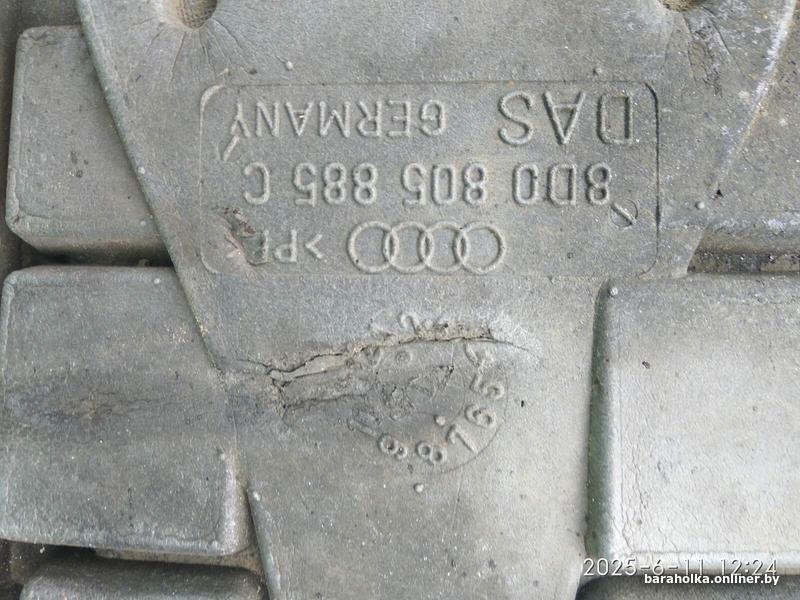 >PP<
8D0 805 885 C
DAS GERMANY
2025-6-11 12:24
baraholka.onliner.by